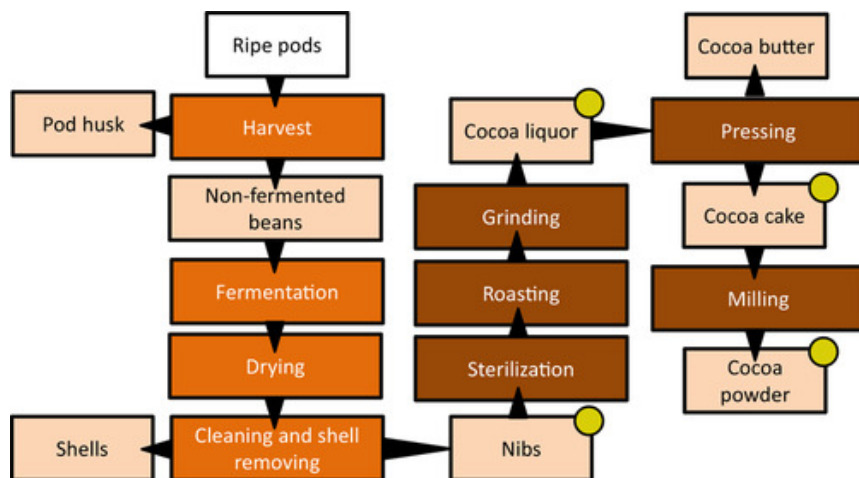 Ripe pods
Pod husk
Harvest
Non-fermented
beans
Fermentation
Drying
Shells
Cleaning and shell
removing
Nibs
Sterilization
Roasting
Grinding
Cocoa liquor
Pressing
Cocoa butter
Cocoa cake
Milling
Cocoa
powder